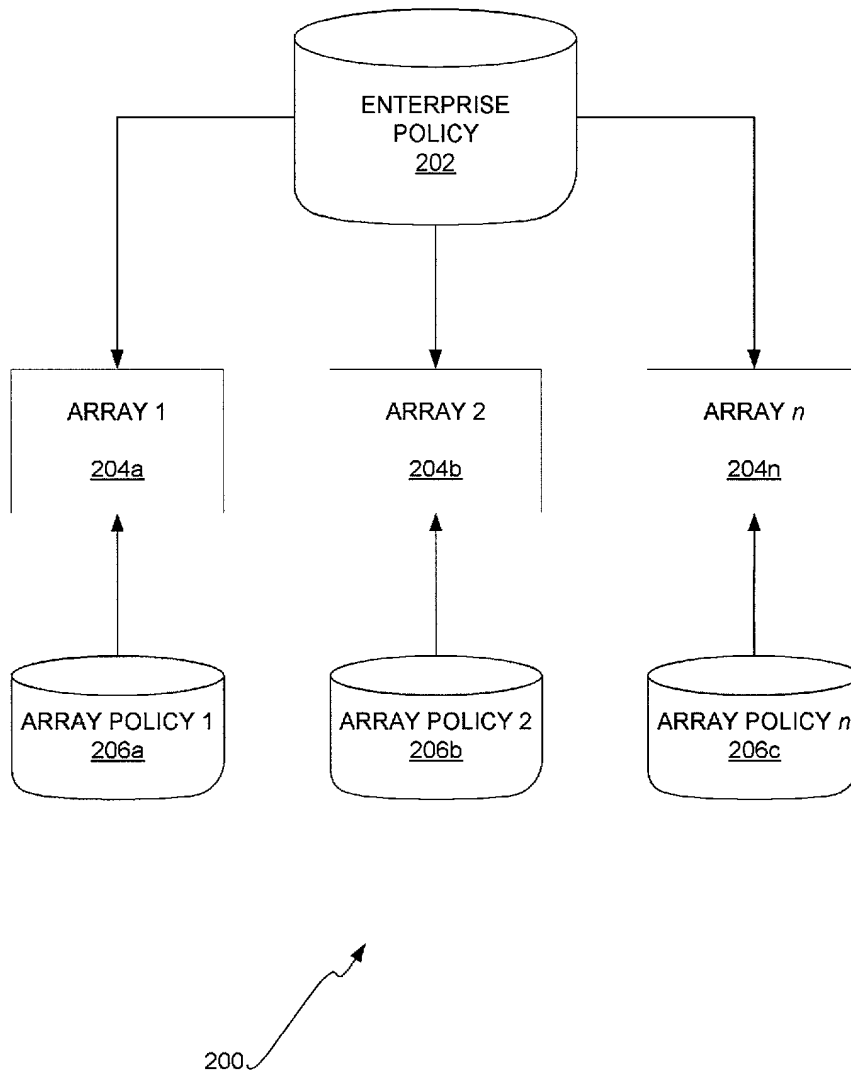 ENTERPRISE
POLICY
202
ARRAY 1
204a
ARRAY 2
204b
ARRAY n
204n
ARRAY POLICY 1
206a
ARRAY POLICY 2
206b
ARRAY POLICY n
206c
200